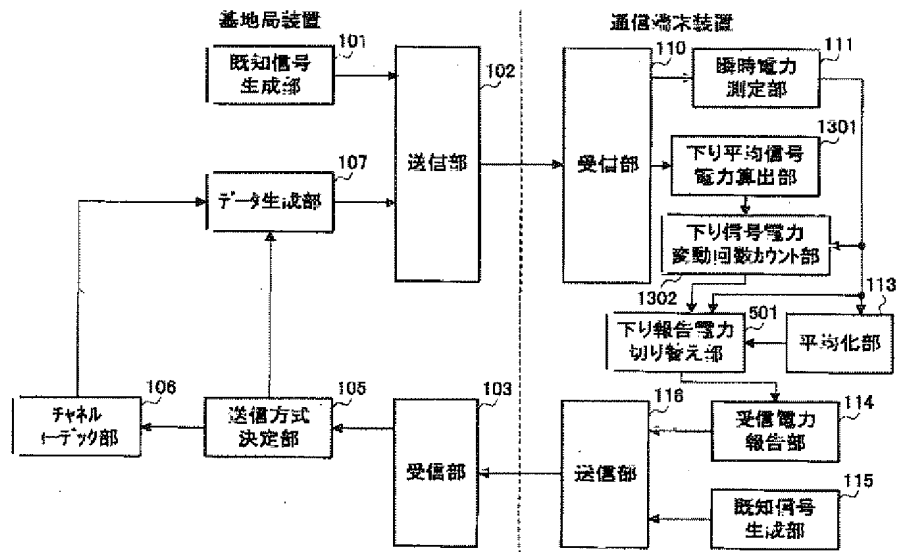 基地局装置
通信端末装置
101
既知信号
生成部
102
送信部
110
受信部
111
瞬時電力
測定部
1301
下り平均信号
電力算出部
107
データ生成部
下り信号電力
変動回数カウント部
1302
501
下り報告電力
切り替え部
113
平均化部
106
チャネル
コーデック部
105
送信方式
決定部
103
受信部
116
送信部
114
受信電力
報告部
115
既知信号
生成部